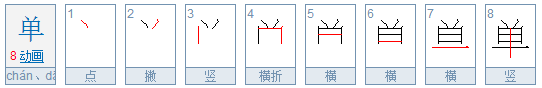 单
8 动画
chán、dā
1 2 3 4 5 6 7 8
点 撇 竖 横折 横 横 横 竖